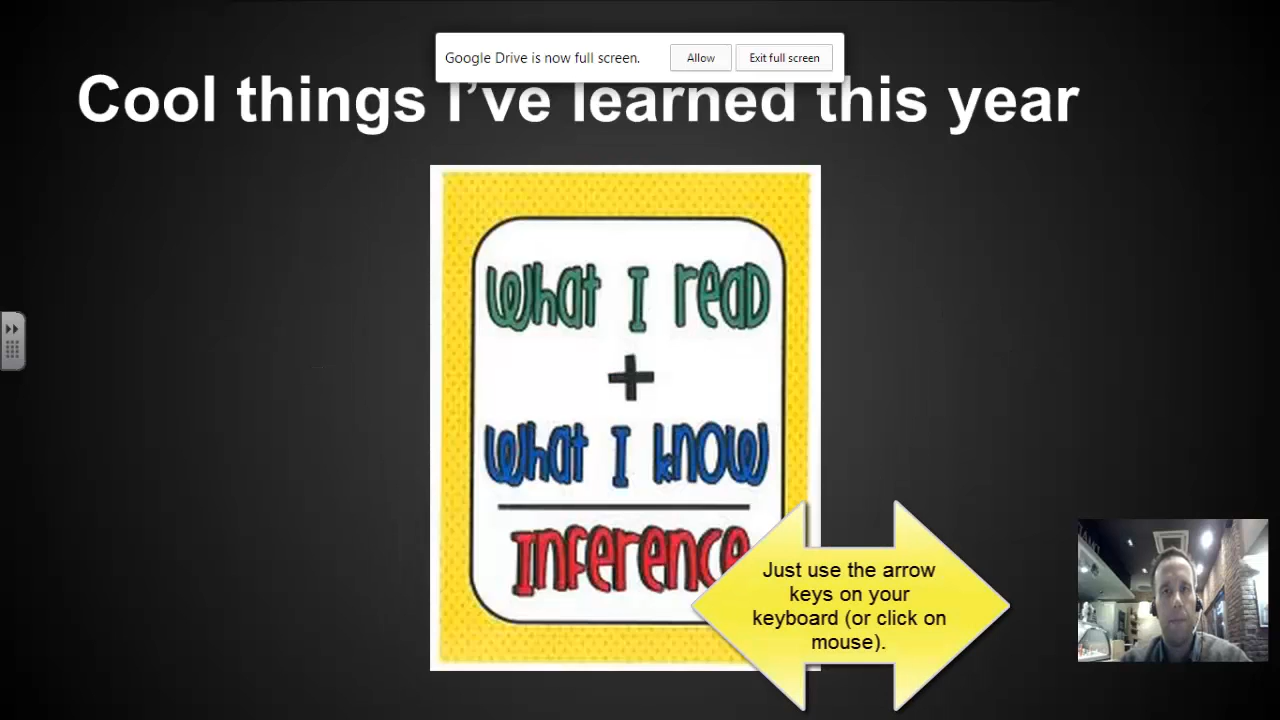 Google Drive is now full screen. Allow Exit full screen
Cool things I've learned this year
What I read
+
What I know
Inference
Just use the arrow
keys on your
keyboard (or click on
mouse).